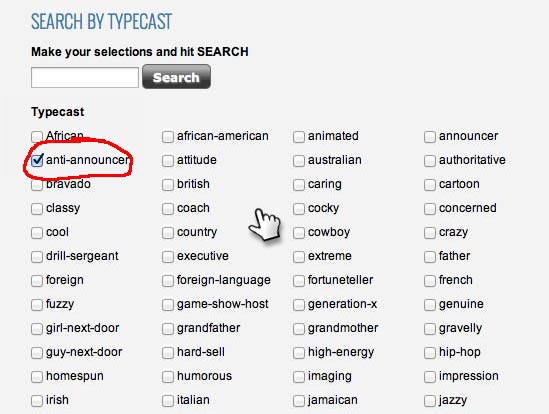 SEARCH BY TYPECAST
Make your selections and hit SEARCH
Search
Typecast
African african-american animated announcer
anti-announcer attitude australian authoritative
bravado british caring cartoon
classy coach cocky concerned
cool country cowboy crazy
drill-sergeant executive extreme father
foreign foreign-language fortuneteller french
fuzzy game-show-host generation-x genuine
girl-next-door grandfather grandmother gravelly
guy-next-door hard-sell high-energy hip-hop
homespun humorous imaging impression
irish italian jamaican jazzy